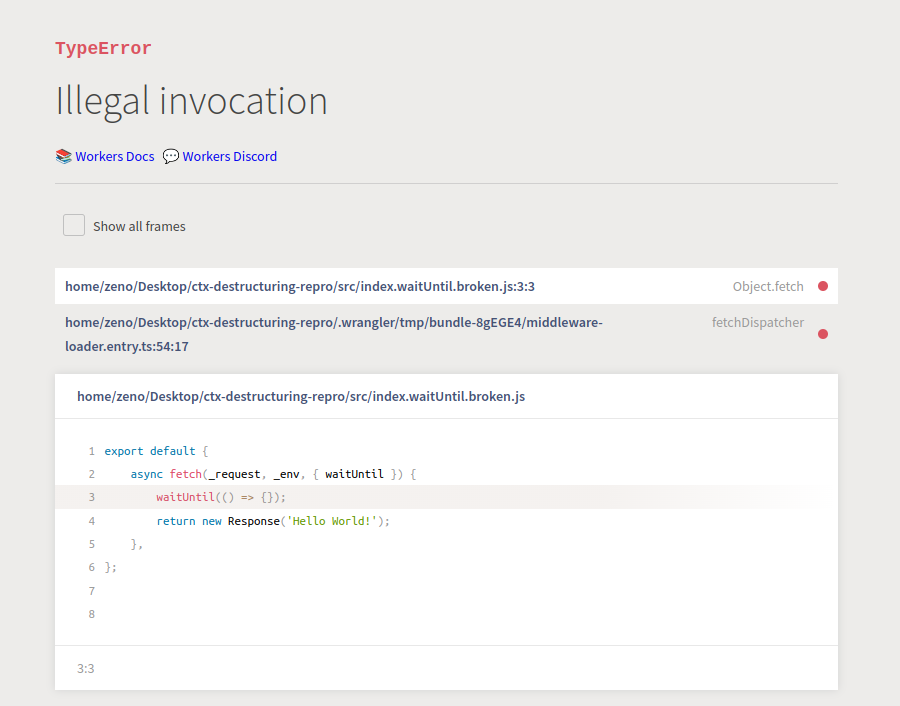 TypeError
Illegal invocation
📚 Workers Docs 💬 Workers Discord
Show all frames
home/zeno/Desktop/ctx-destructuring-repro/src/index.waitUntil.broken.js:3:3 Object.fetch
home/zeno/Desktop/ctx-destructuring-repro/.wrangler/tmp/bundle-8gEGE4/middleware- fetchDispatcher
loader.entry.ts:54:17
home/zeno/Desktop/ctx-destructuring-repro/src/index.waitUntil.broken.js
1 export default {
2     async fetch(_request, _env, { waitUntil }) {
3         waitUntil(() => {});
4         return new Response('Hello World!');
5     },
6 };
7
8
3:3